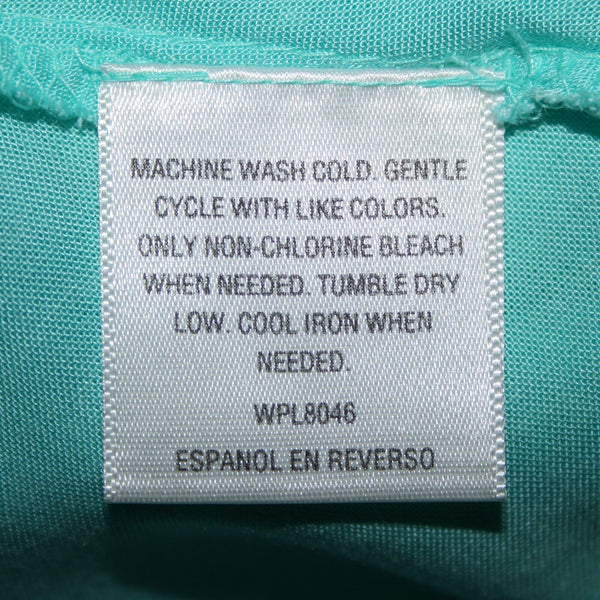 MACHINE WASH COLD. GENTLE
CYCLE WITH LIKE COLORS.
ONLY NON-CHLORINE BLEACH
WHEN NEEDED. TUMBLE DRY
LOW. COOL IRON WHEN
NEEDED.
WPL8046
ESPANOL EN REVERSO